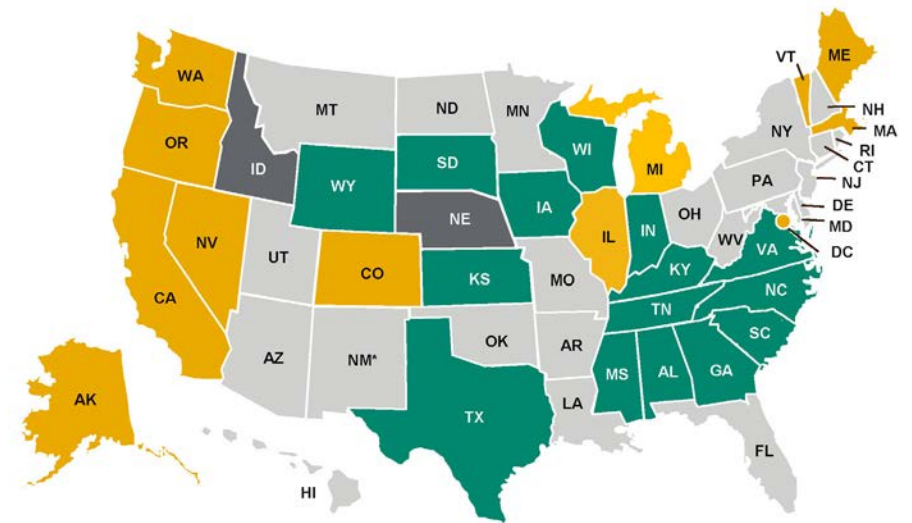 ME
VT
WA
MT
ND
MN
NH
MA
OR
NY
RI
CT
ID
SD
WI
MI
WY
PA
NJ
IA
NE
OH
DE
MD
NV
IL
IN
WV
VA
DC
UT
CO
KS
MO
KY
CA
NC
TN
OK
SC
AZ
NM*
AR
MS
AL
GA
AK
LA
TX
FL
HI